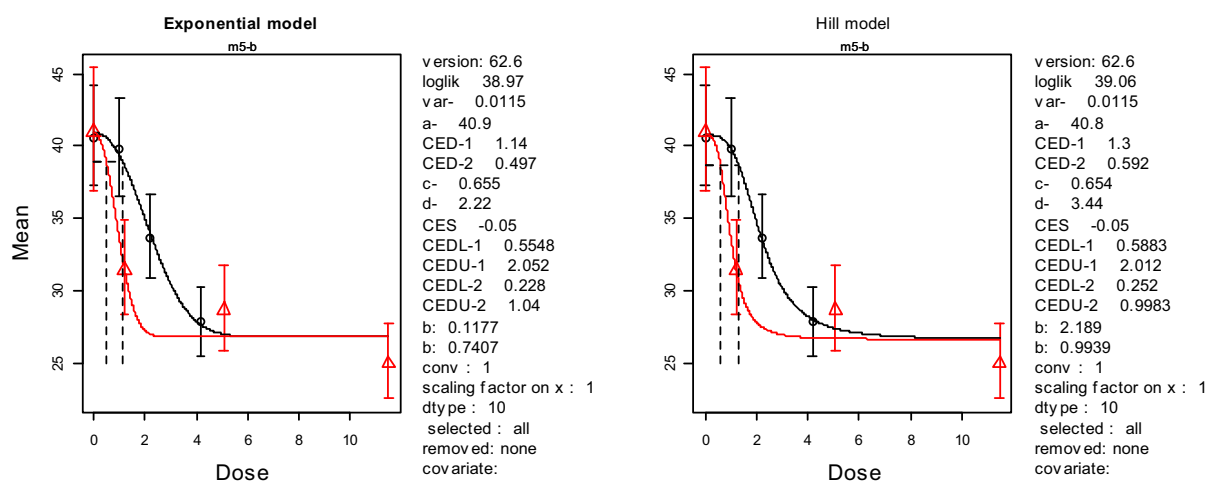 Exponential model
m5-b
Mean
45
40
35
30
25
0 2 4 6 8 10
Dose
version: 62.6
loglik 38.97
var- 0.0115
a- 40.9
CED-1 1.14
CED-2 0.497
c- 0.655
d- 2.22
CES -0.05
CEDL-1 0.5548
CEDU-1 2.052
CEDL-2 0.228
CEDU-2 1.04
b: 0.1177
b: 0.7407
conv : 1
scaling factor on x : 1
dtype : 10
selected : all
removed: none
covariate:
Hill model
m5-b
45
40
35
30
25
0 2 4 6 8 10
Dose
version: 62.6
loglik 39.06
var- 0.0115
a- 40.8
CED-1 1.3
CED-2 0.592
c- 0.654
d- 3.44
CES -0.05
CEDL-1 0.5883
CEDU-1 2.012
CEDL-2 0.252
CEDU-2 0.9983
b: 2.189
b: 0.9939
conv : 1
scaling factor on x : 1
dtype : 10
selected : all
removed: none
covariate: